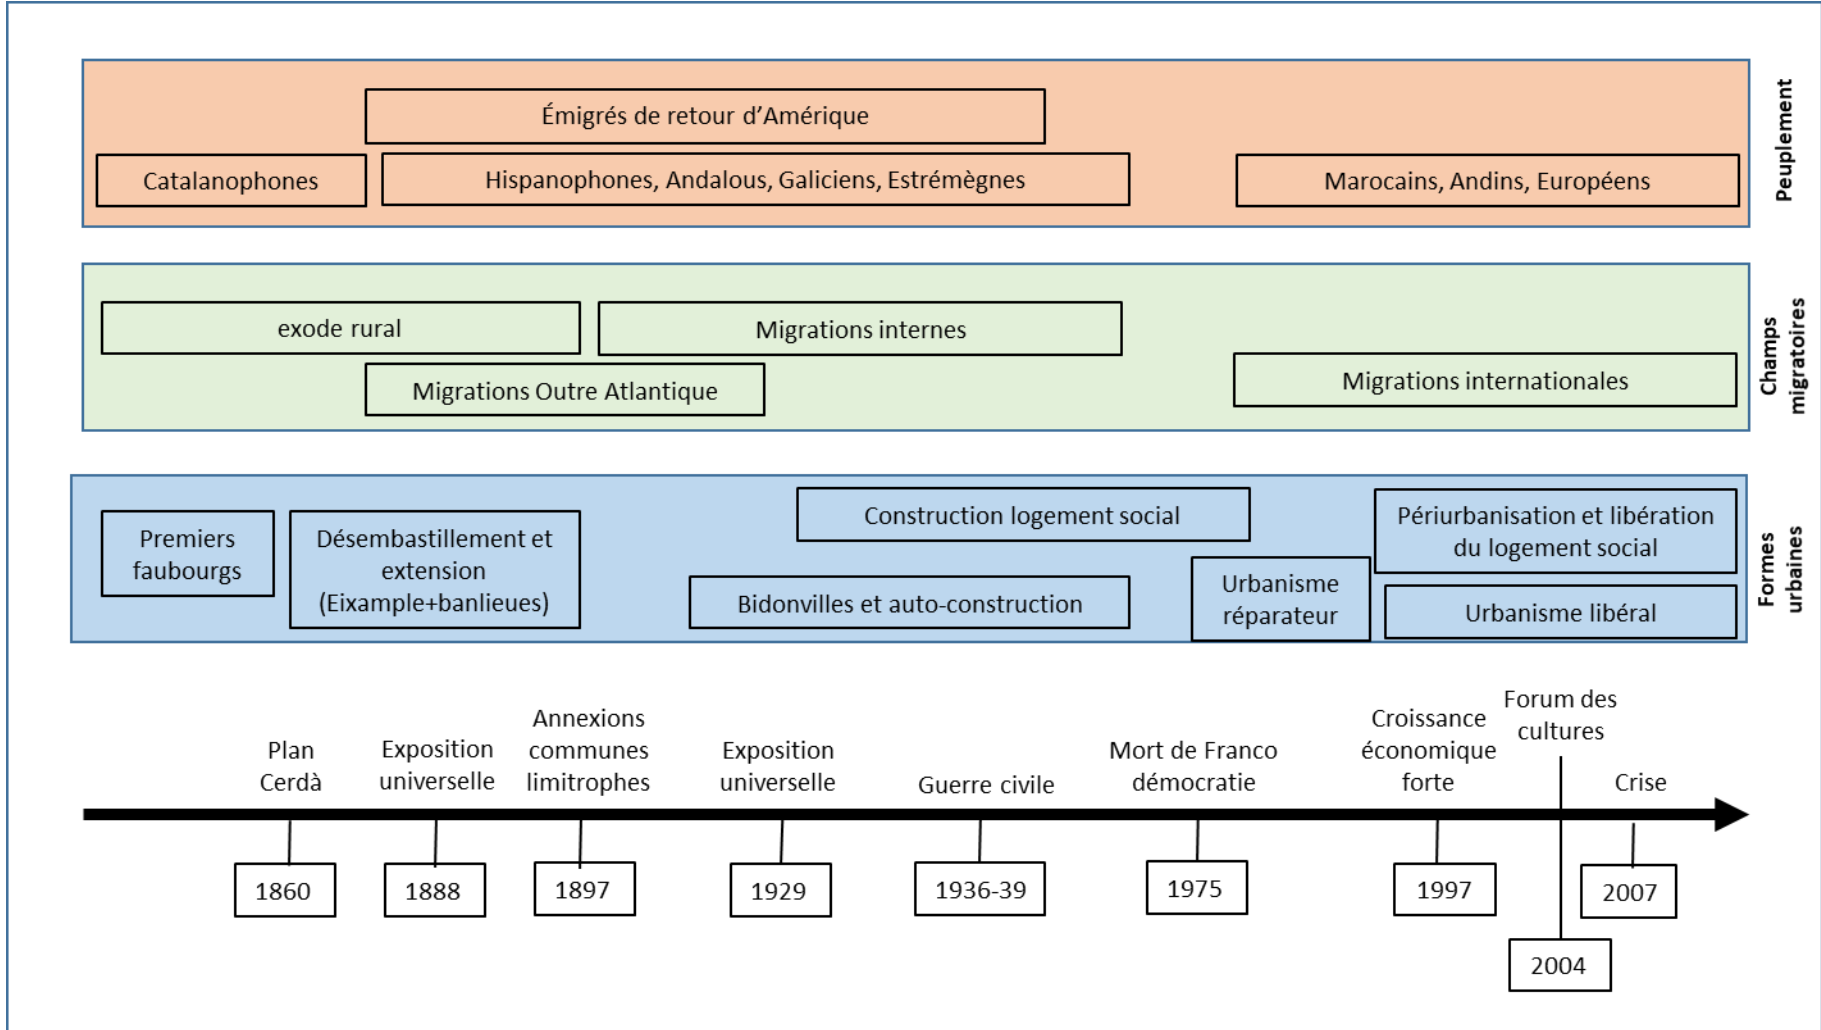 Émigrés de retour d’Amérique
Catalanophones
Hispanophones, Andalous, Galiciens, Estrémègnes
Marocains, Andins, Européens
Peuplement
exode rural
Migrations internes
Migrations Outre Atlantique
Migrations internationales
Champs
migratoires
Premiers
faubourgs
Désembastillement et
extension
(Eixample+banlieues)
Construction logement social
Bidonvilles et auto-construction
Urbanisme
réparateur
Périurbanisation et libération
du logement social
Urbanisme libéral
Formes
urbaines
Plan
Cerdà
Exposition
universelle
Annexions
communes
limitrophes
Exposition
universelle
Guerre civile
Mort de Franco
démocratie
Croissance
économique
forte
Forum des
cultures
Crise
1860
1888
1897
1929
1936-39
1975
1997
2007
2004